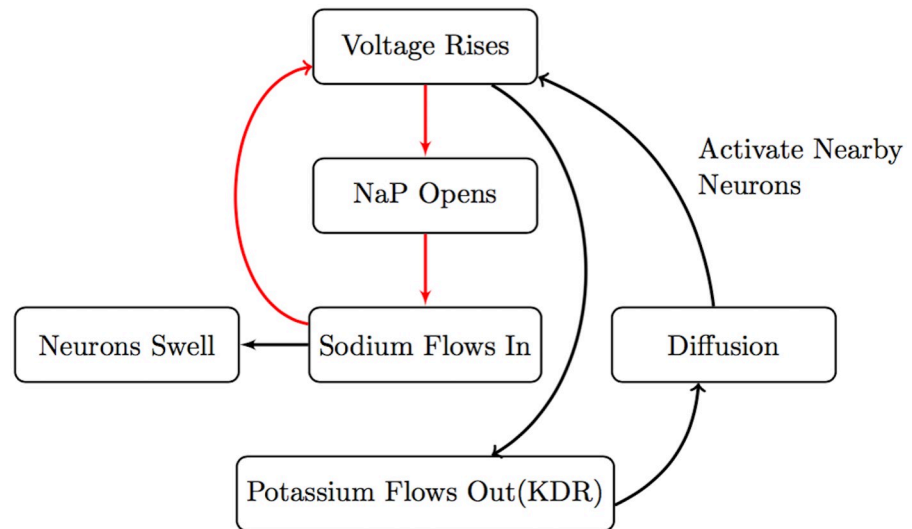 Voltage Rises
Activate Nearby
Neurons
NaP Opens
Neurons Swell
Sodium Flows In
Diffusion
Potassium Flows Out(KDR)